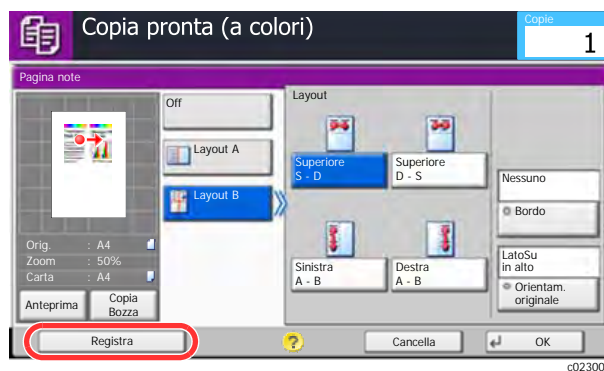 Copia pronta (a colori)
Copie
1
Pagina note
Off
Layout A
Layout B
Layout
Superiore
S - D
Superiore
D - S
Sinistra
A - B
Destra
A - B
Nessuno
Bordo
LatoSu
in alto
Orientam.
originale
Orig. : A4
Zoom : 50%
Carta : A4
Anteprima
Copia
Bozza
Registra
?
Cancella
OK
c02300